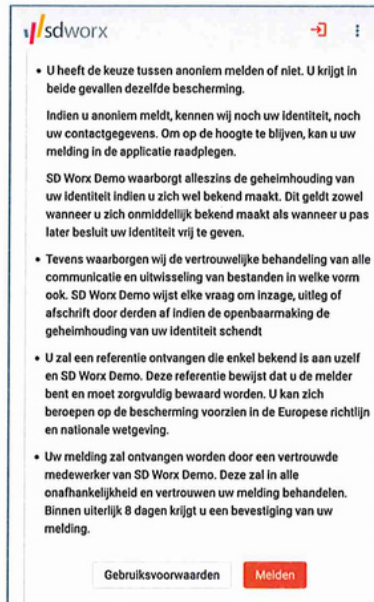 sdworx
• U heeft de keuze tussen anoniem melden of niet. U krijgt in
beide gevallen dezelfde bescherming.
Indien u anoniem meldt, kennen wij noch uw identiteit, noch
uw contactgegevens. Om op de hoogte te blijven, kan u uw
melding in de applicatie raadplegen.
SD Worx Demo waarborgt alleszins de geheimhouding van
uw identiteit indien u zich wel bekend maakt. Dit geldt zowel
wanneer u zich onmiddellijk bekend maakt als wanneer u pas
later besluit uw identiteit vrij te geven.
• Tevens waarborgen wij de vertrouwelijke behandeling van alle
communicatie en uitwisseling van bestanden in welke vorm
ook. SD Worx Demo wijst elke vraag om inzage, uitleg of
afschrift door derden af indien de openbaarmaking de
geheimhouding van uw identiteit schendt
• U zal een referentie ontvangen die enkel bekend is aan uzelf
en SD Worx Demo. Deze referentie bewijst dat u de melder
bent en moet zorgvuldig bewaard worden. U kan zich
beroepen op de bescherming voorzien in de Europese richtlijn
en nationale wetgeving.
• Uw melding zal ontvangen worden door een vertrouwde
medewerker van SD Worx Demo. Deze zal in alle
onafhankelijkheid en vertrouwen uw melding behandelen.
Binnen uiterlijk 8 dagen krijgt u een bevestiging van uw
melding.
Gebruiksvoorwaarden Melden